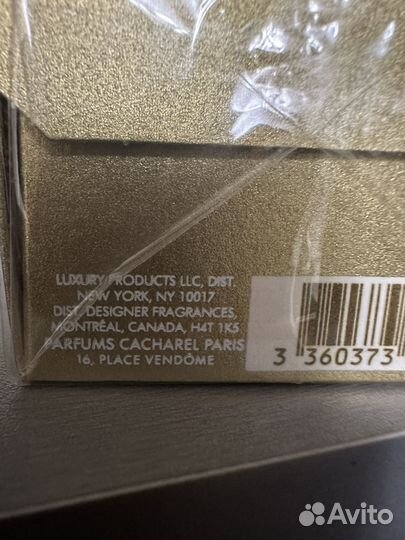 LUXURY PRODUCTS LLC, DIST.
NEW YORK, NY 10017
DIST. DESIGNER FRAGRANCES,
MONTRÉAL, CANADA, H4T 1K5
PARFUMS CACHAREL PARIS
16, PLACE VENDÔME
3 360373
Avito